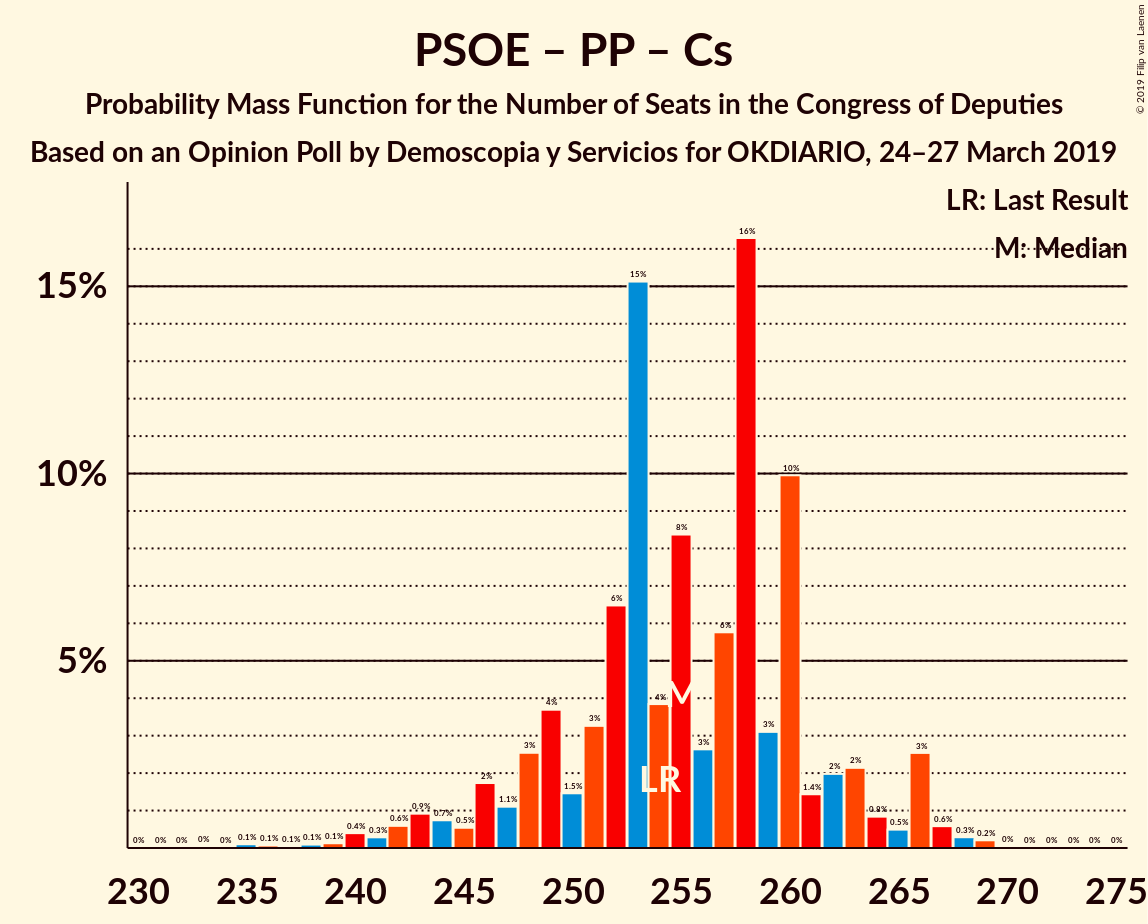 PSOE – PP – Cs
Probability Mass Function for the Number of Seats in the Congress of Deputies
Based on an Opinion Poll by Demoscopia y Servicios for OKDIARIO, 24–27 March 2019
© 2019 Filip van Laenen
LR: Last Result
M: Median
15%
10%
5%
0% 0% 0% 0% 0% 0.1% 0.1% 0.1% 0.1% 0.1% 0.4% 0.3% 0.6% 0.9% 0.7% 0.5% 2% 1.1% 3% 4% 1.5% 3% 6% 15% 4% 8% 3% 6% 16% 3% 10% 1.4% 2% 2% 0.8% 0.5% 3% 0.6% 0.3% 0.2% 0% 0% 0% 0% 0% 0%
M
LR
230 235 240 245 250 255 260 265 270 275